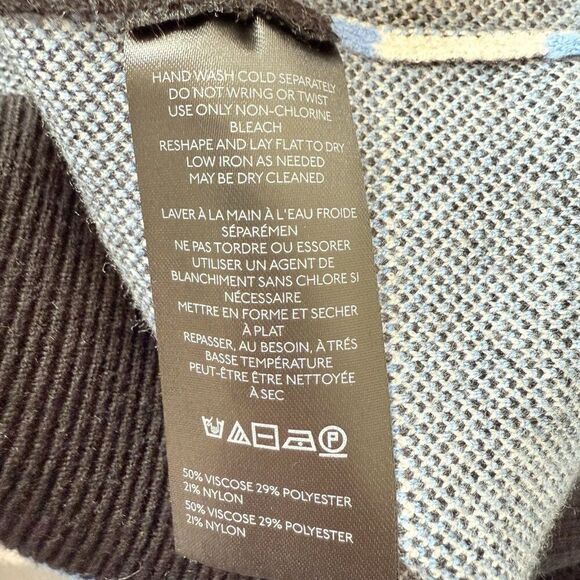 HAND WASH COLD SEPARATELY
DO NOT WRING OR TWIST
USE ONLY NON-CHLORINE
BLEACH
RESHAPE AND LAY FLAT TO DRY
LOW IRON AS NEEDED
MAY BE DRY CLEANED
LAVER À LA MAIN À L'EAU FROIDE
SÉPARÉMEN
NE PAS TORDRE OU ESSORER
UTILISER UN AGENT DE
BLANCHIMENT SANS CHLORE SI
NÉCESSAIRE
METTRE EN FORME ET SECHER
À PLAT
REPASSER, AU BESOIN, À TRÉS
BASSE TEMPÉRATURE
PEUT-ÊTRE ÊTRE NETTOYÉE
À SEC
P
50% VISCOSE 29% POLYESTER
21% NYLON
50% VISCOSE 29% POLYESTER
21% NYLON